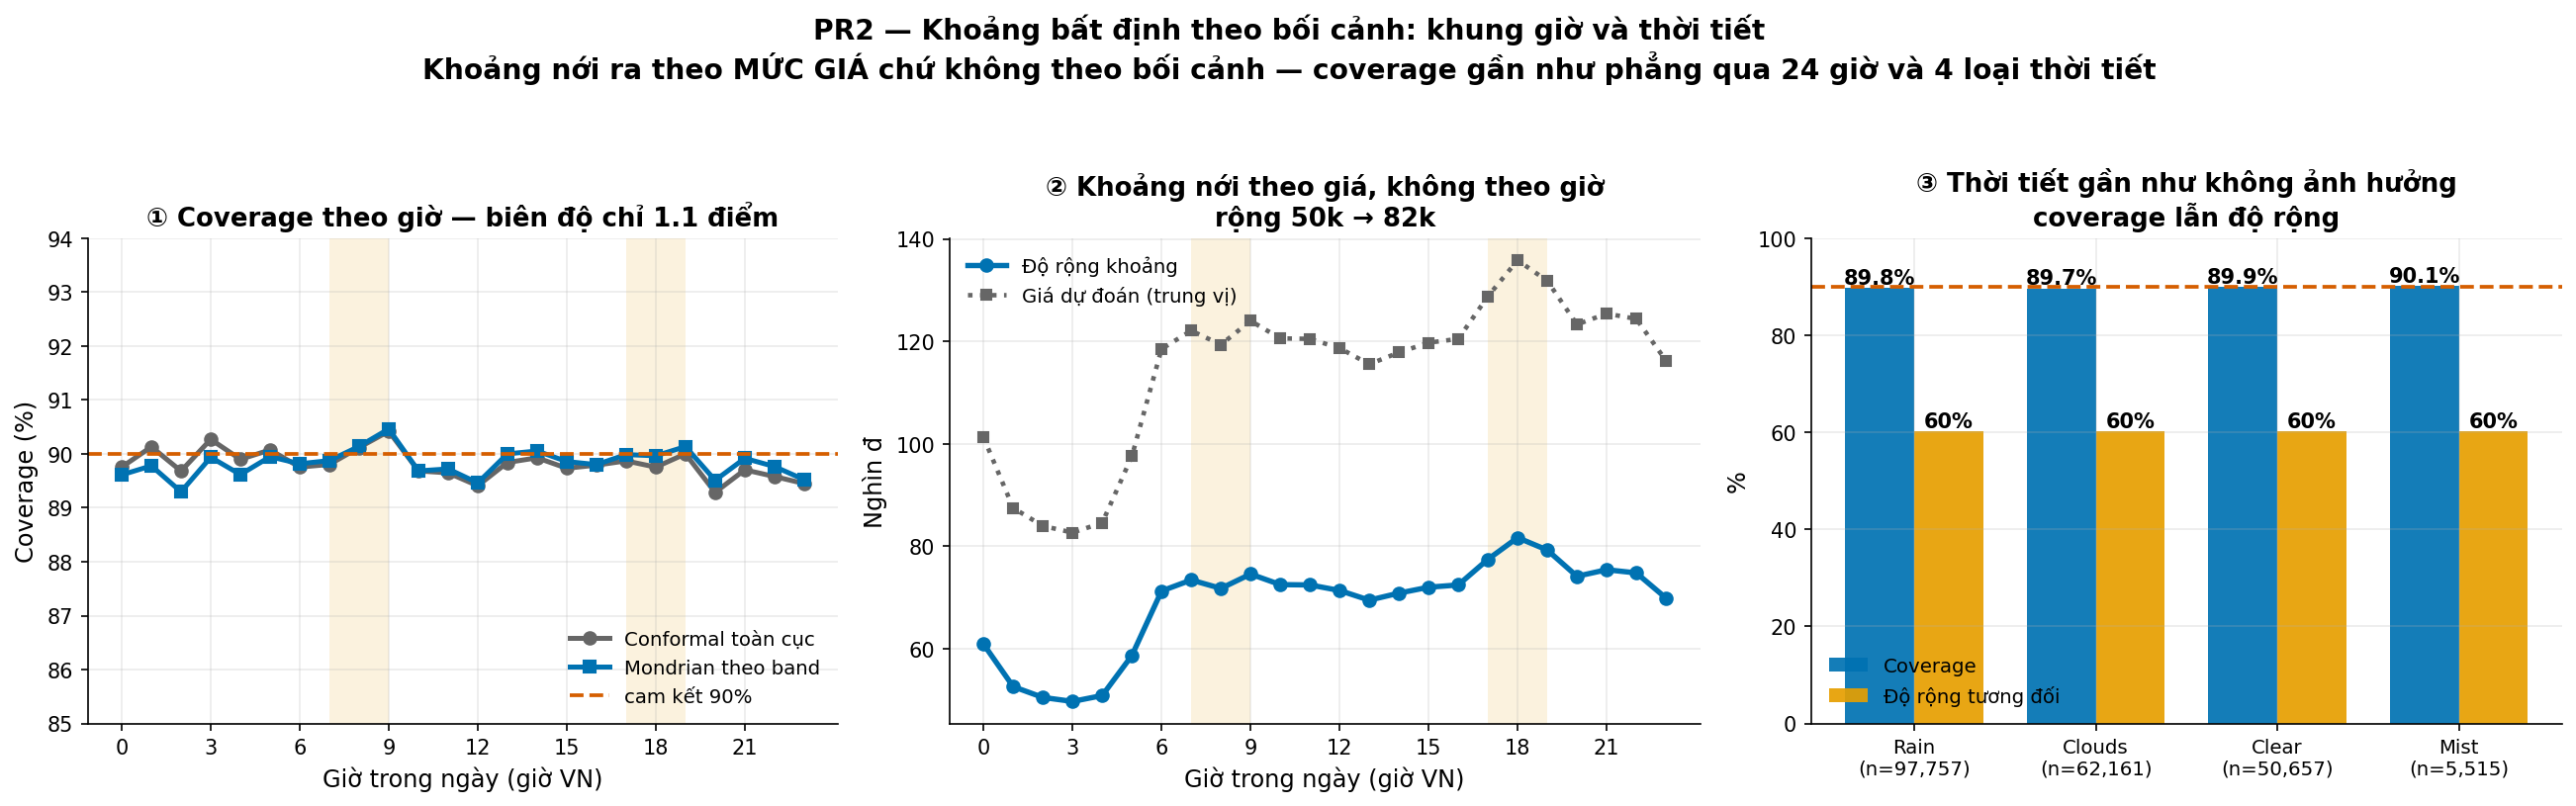 PR2 — Khoảng bất định theo bối cảnh: khung giờ và thời tiết
Khoảng nới ra theo MỨC GIÁ chứ không theo bối cảnh — coverage gần như phẳng qua 24 giờ và 4 loại thời tiết
① Coverage theo giờ — biên độ chỉ 1.1 điểm
94
93
92
91
90
89
88
87
86
85
Coverage (%)
Conformal toàn cục
Mondrian theo band
cam kết 90%
0 3 6 9 12 15 18 21
Giờ trong ngày (giờ VN)
② Khoảng nới theo giá, không theo giờ
rộng 50k → 82k
140
120
100
80
60
Nghìn đ
Độ rộng khoảng
Giá dự đoán (trung vị)
0 3 6 9 12 15 18 21
Giờ trong ngày (giờ VN)
③ Thời tiết gần như không ảnh hưởng
coverage lẫn độ rộng
100
80
60
40
20
0
%
89.8% 89.7% 89.9% 90.1%
60% 60% 60% 60%
Coverage
Độ rộng tương đối
Rain Clouds Clear Mist
(n=97,757) (n=62,161) (n=50,657) (n=5,515)